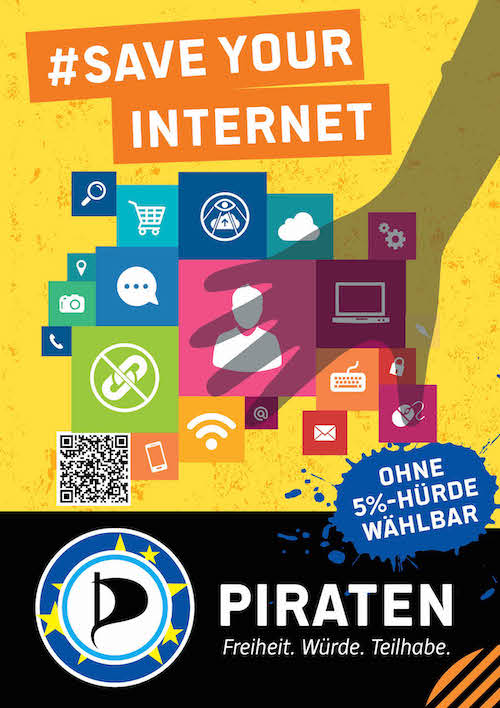 #SAVE YOUR
INTERNET
@
OHNE
5%-HÜRDE
WÄHLBAR
PIRATEN
Freiheit. Würde. Teilhabe.